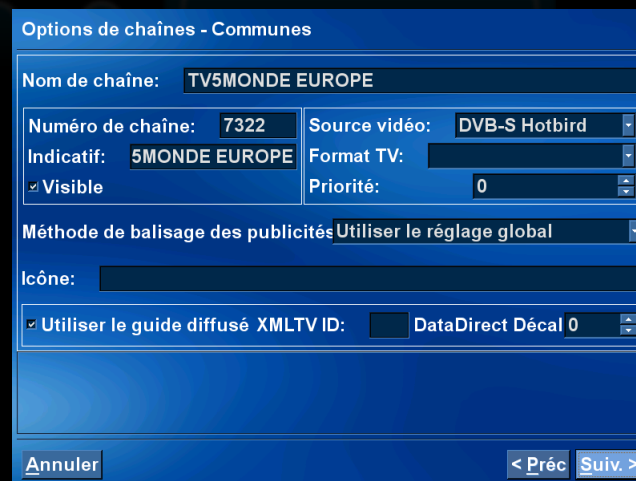 Options de chaînes - Communes
Nom de chaîne: TV5MONDE EUROPE
Numéro de chaîne: 7322
Indicatif: 5MONDE EUROPE
Visible
Source vidéo: DVB-S Hotbird
Format TV:
Priorité: 0
Méthode de balisage des publicités Utiliser le réglage global
Icône:
Utiliser le guide diffusé XMLTV ID: DataDirect Décal 0
Annuler < Préc Suiv. >